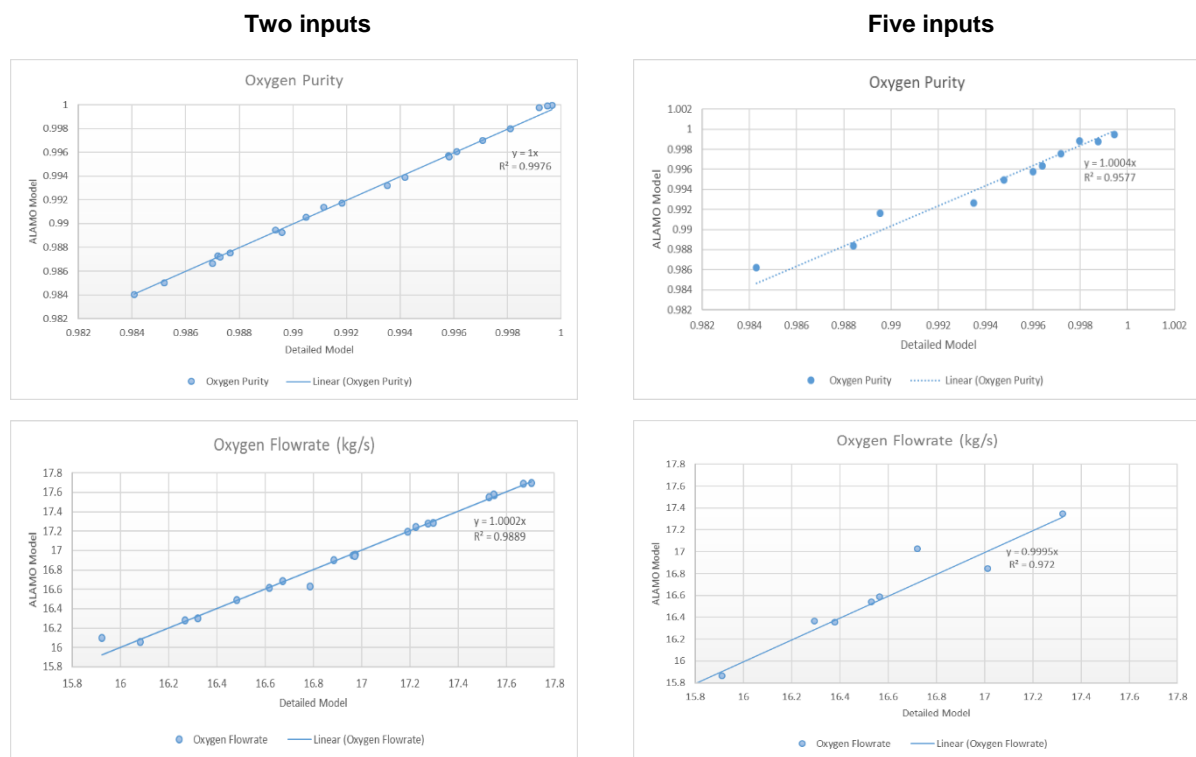 Two inputs
Five inputs
Oxygen Purity
1
0.998
0.996
0.994
0.992
0.99
0.988
0.986
0.984
0.982
ALAMO Model
y = 1x
R² = 0.9976
0.982 0.984 0.986 0.988 0.99 0.992 0.994 0.996 0.998 1
Detailed Model
Oxygen Purity Linear (Oxygen Purity)
Oxygen Purity
1.002
1
0.998
0.996
0.994
0.992
0.99
0.988
0.986
0.984
0.982
ALAMO Model
y = 1.0004x
R² = 0.9577
0.982 0.984 0.986 0.988 0.99 0.992 0.994 0.996 0.998 1 1.002
Detailed Model
Oxygen Purity Linear (Oxygen Purity)
Oxygen Flowrate (kg/s)
17.8
17.6
17.4
17.2
17
16.8
16.6
16.4
16.2
16
15.8
ALAMO Model
y = 1.0002x
R² = 0.9889
15.8 16 16.2 16.4 16.6 16.8 17 17.2 17.4 17.6 17.8
Detailed Model
Oxygen Flowrate Linear (Oxygen Flowrate)
Oxygen Flowrate (kg/s)
17.8
17.6
17.4
17.2
17
16.8
16.6
16.4
16.2
16
15.8
ALAMO Model
y = 0.9995x
R² = 0.972
15.8 16 16.2 16.4 16.6 16.8 17 17.2 17.4 17.6 17.8
Detailed Model
Oxygen Flowrate Linear (Oxygen Flowrate)